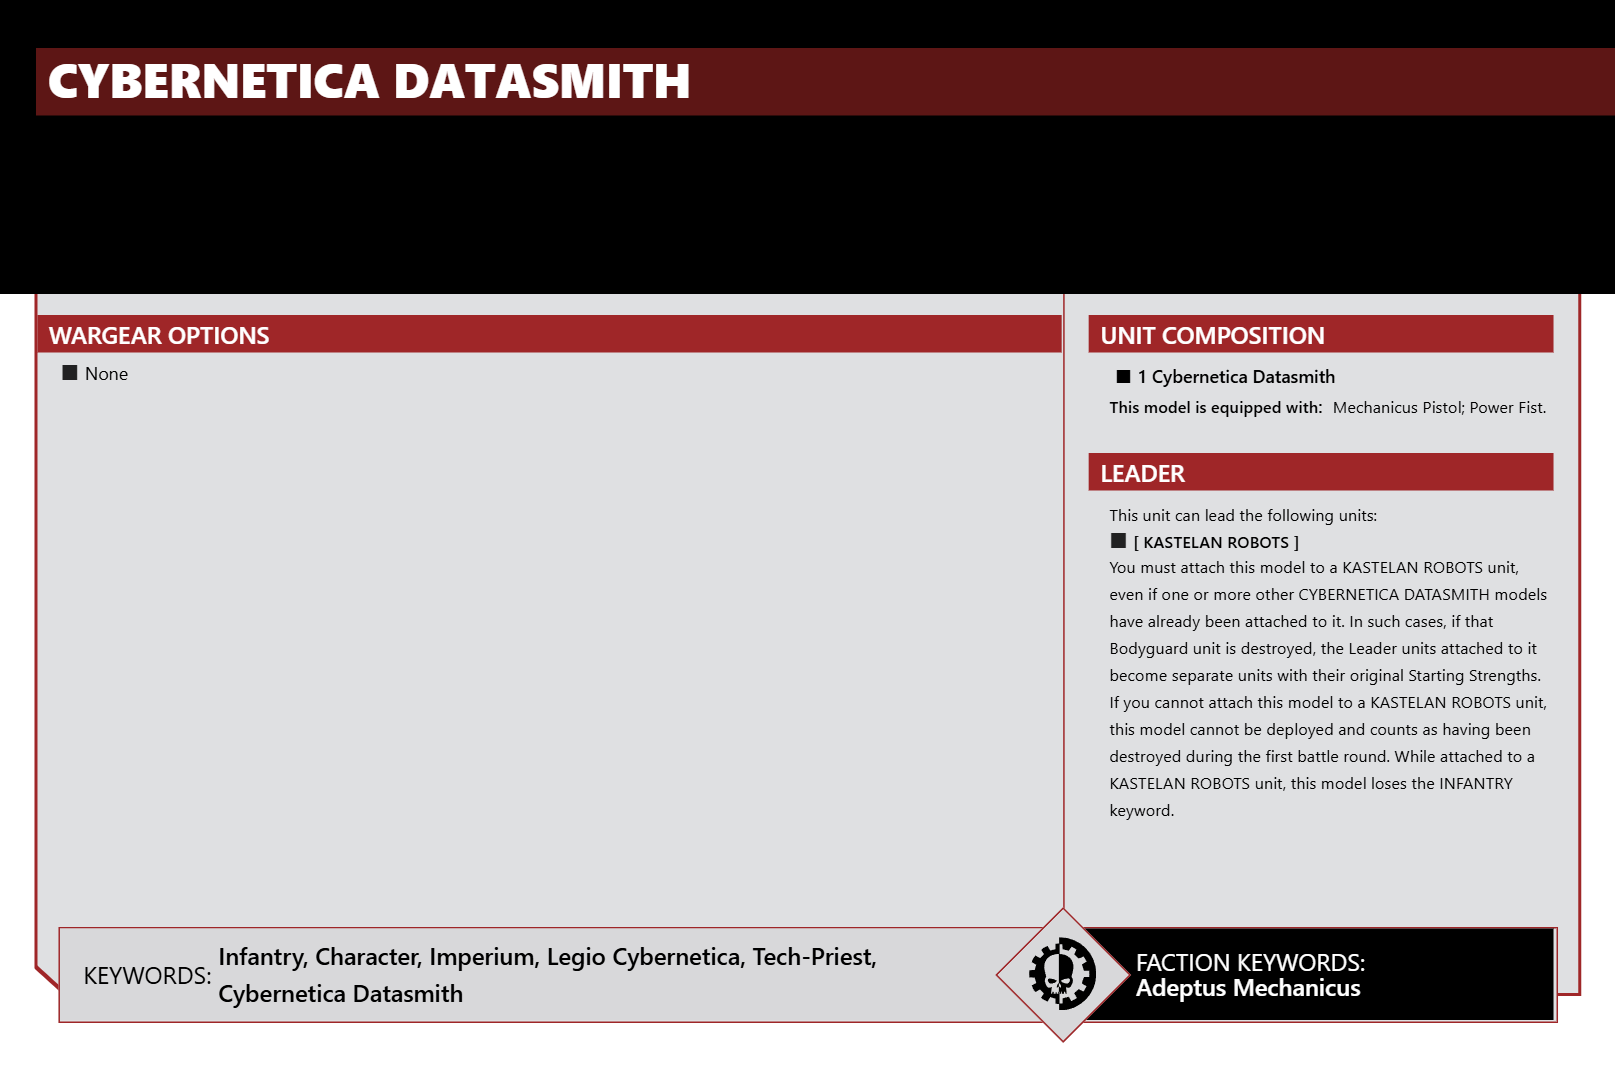 CYBERNETICA DATASMITH
WARGEAR OPTIONS
None
UNIT COMPOSITION
1 Cybernetica Datasmith
This model is equipped with: Mechanicus Pistol; Power Fist.
LEADER
This unit can lead the following units:
[ KASTELAN ROBOTS ]
You must attach this model to a KASTELAN ROBOTS unit,
even if one or more other CYBERNETICA DATASMITH models
have already been attached to it. In such cases, if that
Bodyguard unit is destroyed, the Leader units attached to it
become separate units with their original Starting Strengths.
If you cannot attach this model to a KASTELAN ROBOTS unit,
this model cannot be deployed and counts as having been
destroyed during the first battle round. While attached to a
KASTELAN ROBOTS unit, this model loses the INFANTRY
keyword.
KEYWORDS: Infantry, Character, Imperium, Legio Cybernetica, Tech-Priest,
Cybernetica Datasmith
FACTION KEYWORDS:
Adeptus Mechanicus